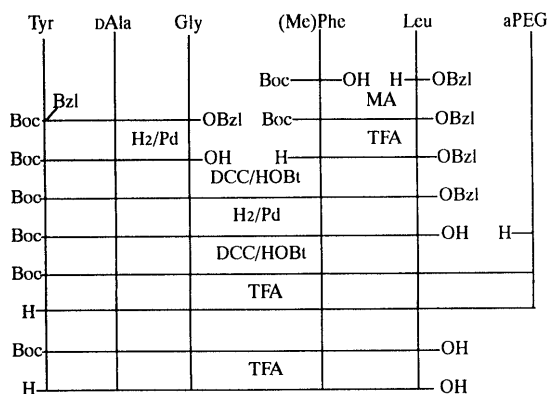 Tyr DAla Gly (Me)Phe Leu aPEG
Boc OH H OBzl
MA
Bzl
Boc OBzl Boc OBzl
H2/Pd TFA
Boc OH H OBzl
DCC/HOBt
Boc OBzl
H2/Pd
Boc OH H
DCC/HOBt
Boc
TFA
H
Boc OH
TFA
H OH